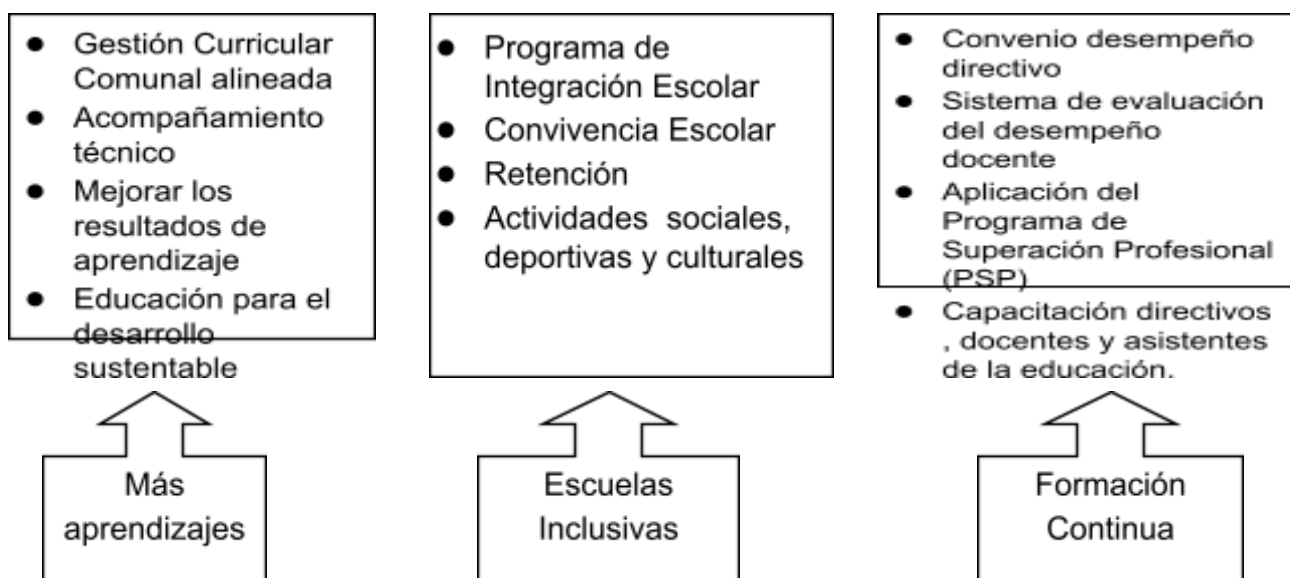 ● Gestión Curricular
Comunal alineada
● Acompañamiento
técnico
● Mejorar los
resultados de
aprendizaje
● Educación para el
desarrollo
sustentable
● Programa de
Integración Escolar
● Convivencia Escolar
● Retención
● Actividades sociales,
deportivas y culturales
● Convenio desempeño
directivo
● Sistema de evaluación
del desempeño
docente
● Aplicación del
Programa de
Superación Profesional
(PSP)
● Capacitación directivos
, docentes y asistentes
de la educación.
Más
aprendizajes
Escuelas
Inclusivas
Formación
Continua